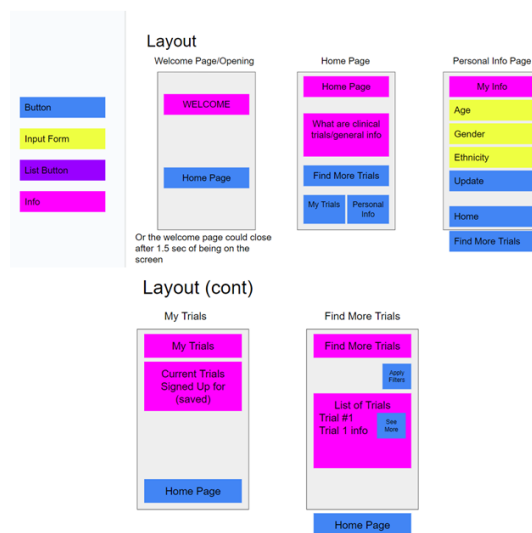 Layout
Button
Input Form
List Button
Info
Welcome Page/Opening
WELCOME
Home Page
Or the welcome page could close
after 1.5 sec of being on the
screen
Home Page
Home Page
What are clinical
trials/general info
Find More Trials
My Trials
Personal
Info
Personal Info Page
My Info
Age
Gender
Ethnicity
Update
Home
Find More Trials
Layout (cont)
My Trials
My Trials
Current Trials
Signed Up for
(saved)
Home Page
Find More Trials
Find More Trials
Apply
Filters
List of Trials
Trial #1
Trial 1 info
See
More
Home Page